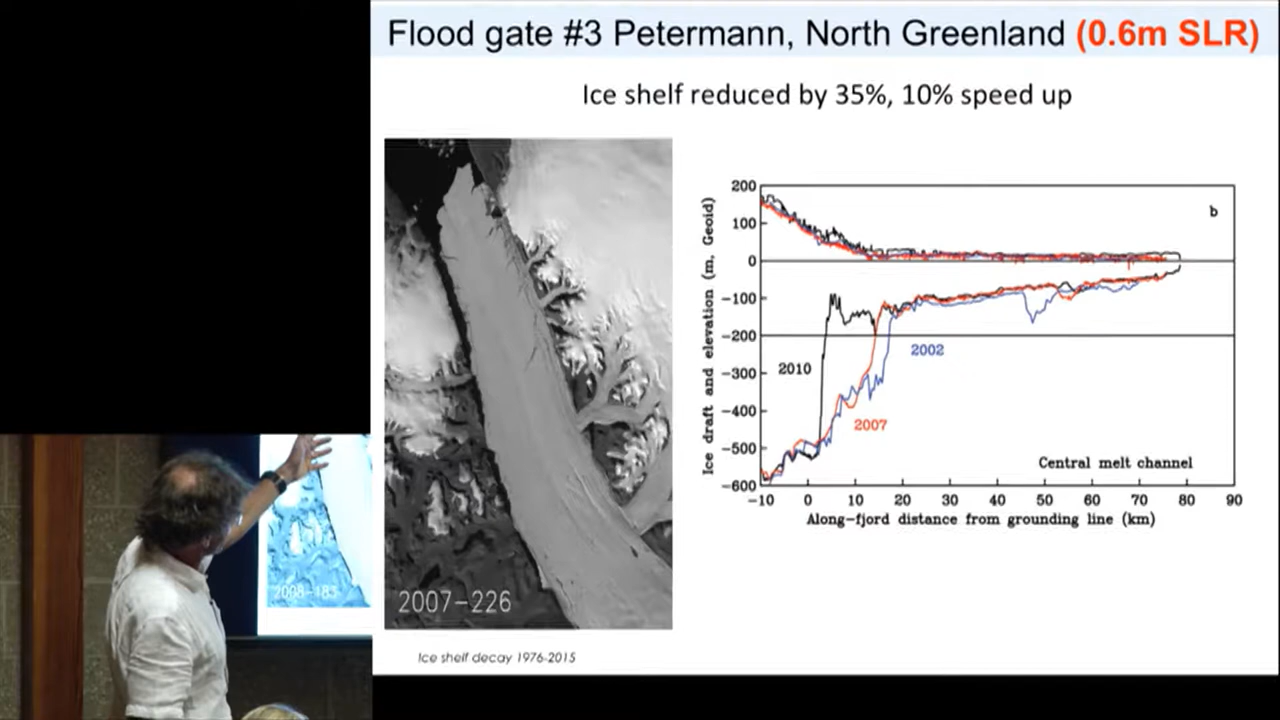 Flood gate #3 Petermann, North Greenland (0.6m SLR)
Ice shelf reduced by 35%, 10% speed up
2007-226
Ice shelf decay 1976-2015
Ice draft and elevation (m, Geoid)
200
100
0
-100
-200
-300
-400
-500
-600
b
2010
2002
2007
Central melt channel
-10 0 10 20 30 40 50 60 70 80 90
Along-fjord distance from grounding line (km)
2008-183